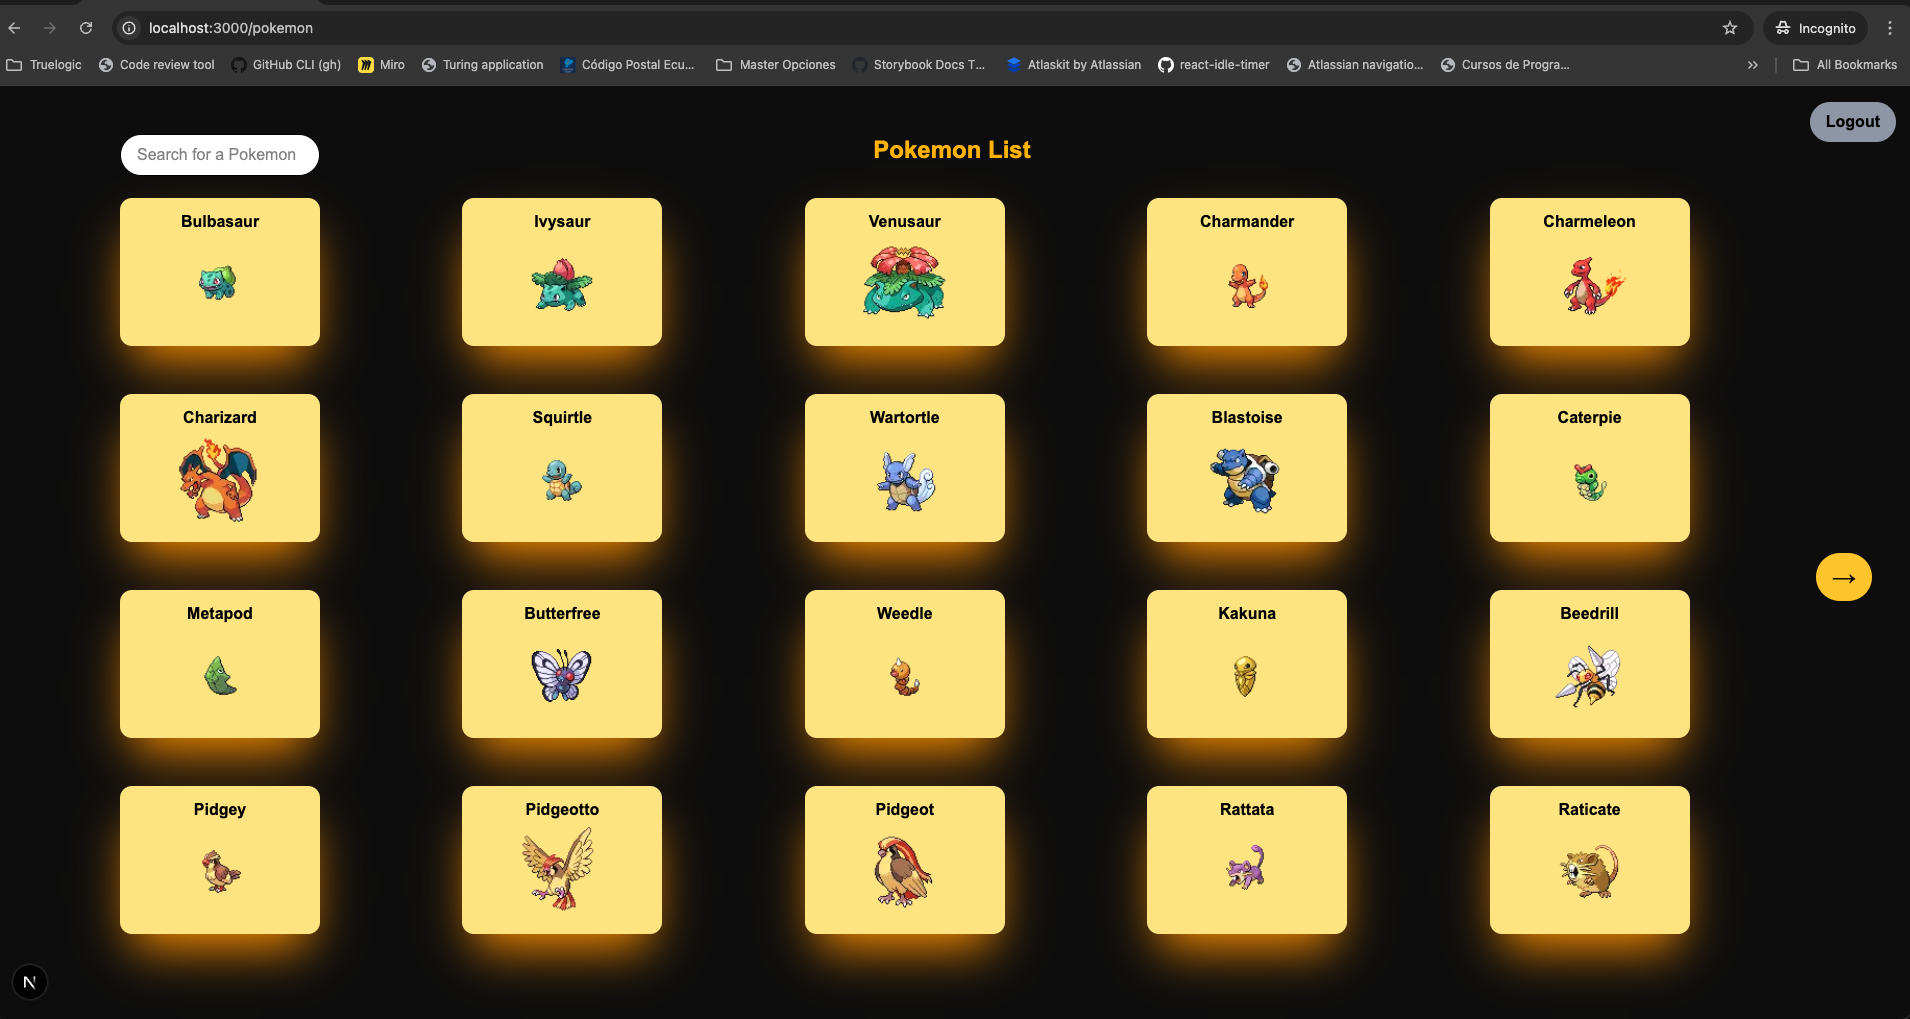 localhost:3000/pokemon
Incognito
Truelogic
Code review tool
GitHub CLI (gh)
Miro
Turing application
Código Postal Ecu...
Master Opciones
Storybook Docs T...
Atlaskit by Atlassian
react-idle-timer
Atlassian navigatio...
Cursos de Progra...
All Bookmarks
Logout
Search for a Pokemon
Pokemon List
Bulbasaur
Ivysaur
Venusaur
Charmander
Charmeleon
Charizard
Squirtle
Wartortle
Blastoise
Caterpie
Metapod
Butterfree
Weedle
Kakuna
Beedrill
Pidgey
Pidgeotto
Pidgeot
Rattata
Raticate
N